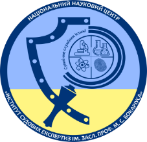 НАЦІОНАЛЬНИЙ НАУКОВИЙ ЦЕНТР
«ІНСТИТУТ СУДОВИХ ЕКСПЕРТИЗ ІМ. ЗАСЛ. ПРОФ. М. С. БОКАРІУСА»